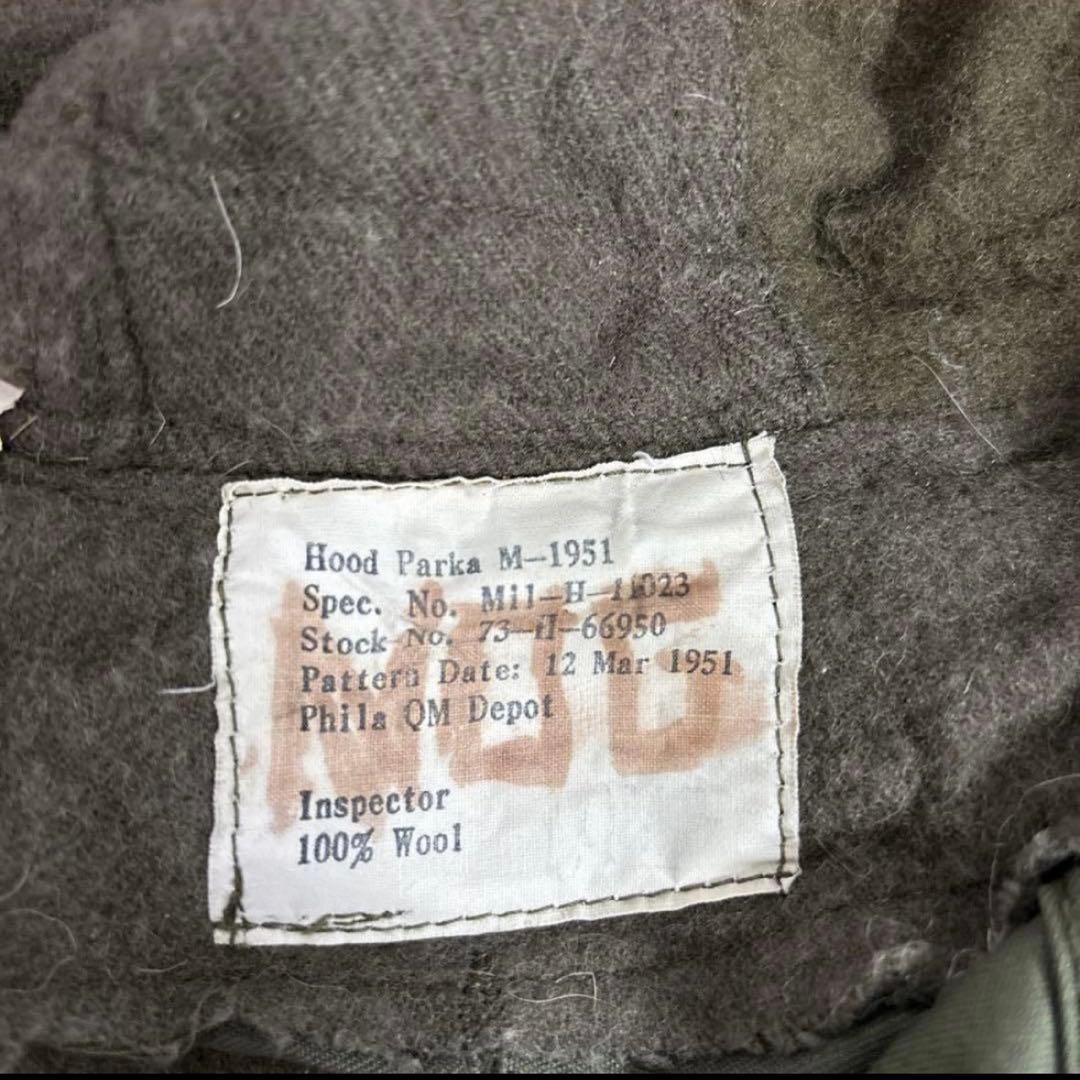 Hood Parka M-1951
Spec. No. Mil-H-11023
Stock No. 73-H-66950
Pattern Date: 12 Mar 1951
Phila QM Depot
Inspector
100% Wool